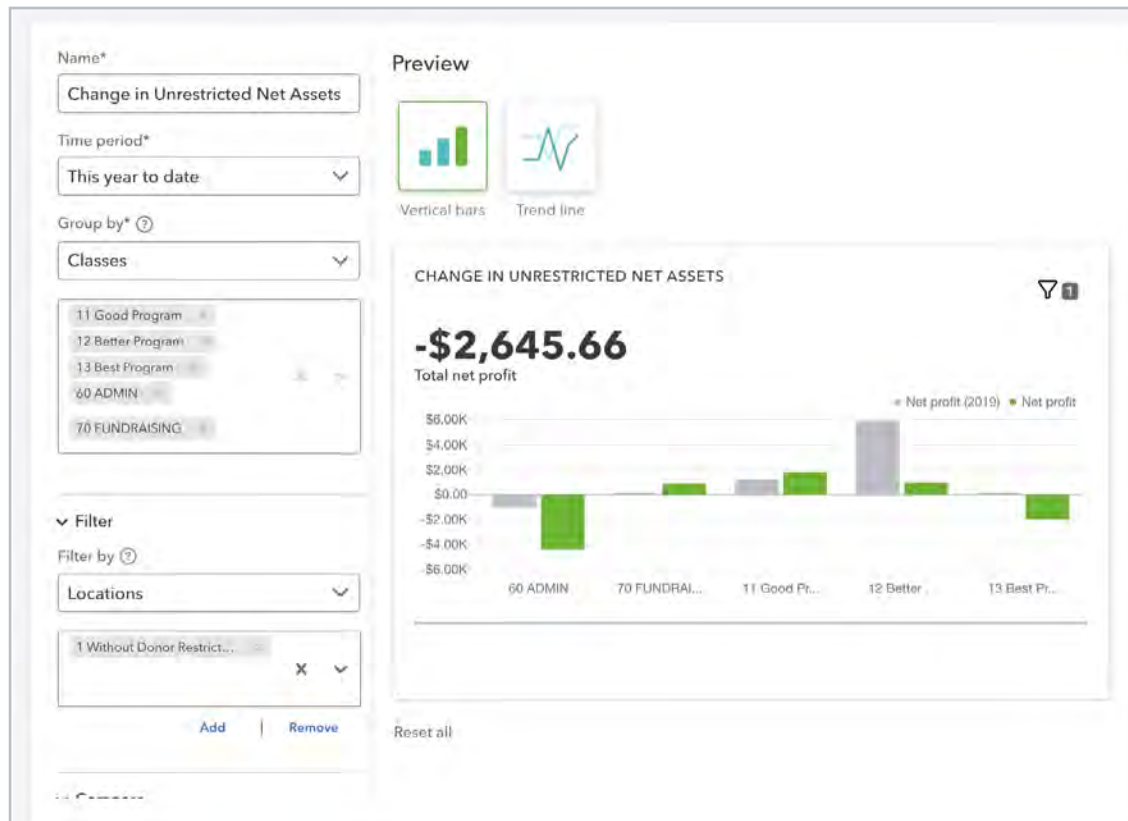 Name*
Change in Unrestricted Net Assets
Time period*
This year to date
Group by* ?
Classes
11 Good Program
12 Better Program
13 Best Program
60 ADMIN
70 FUNDRAISING
Filter
Filter by ?
Locations
1 Without Donor Restrict...
X
Add | Remove
Compare
Preview
Vertical bars Trend line
CHANGE IN UNRESTRICTED NET ASSETS
1
-$2,645.66
Total net profit
Net profit (2019) Net profit
$6.00K
$4.00K
$2.00K
$0.00
-$2.00K
-$4.00K
-$6.00K
60 ADMIN 70 FUNDRAI... 11 Good Pr... 12 Better 13 Best Pr...
Reset all